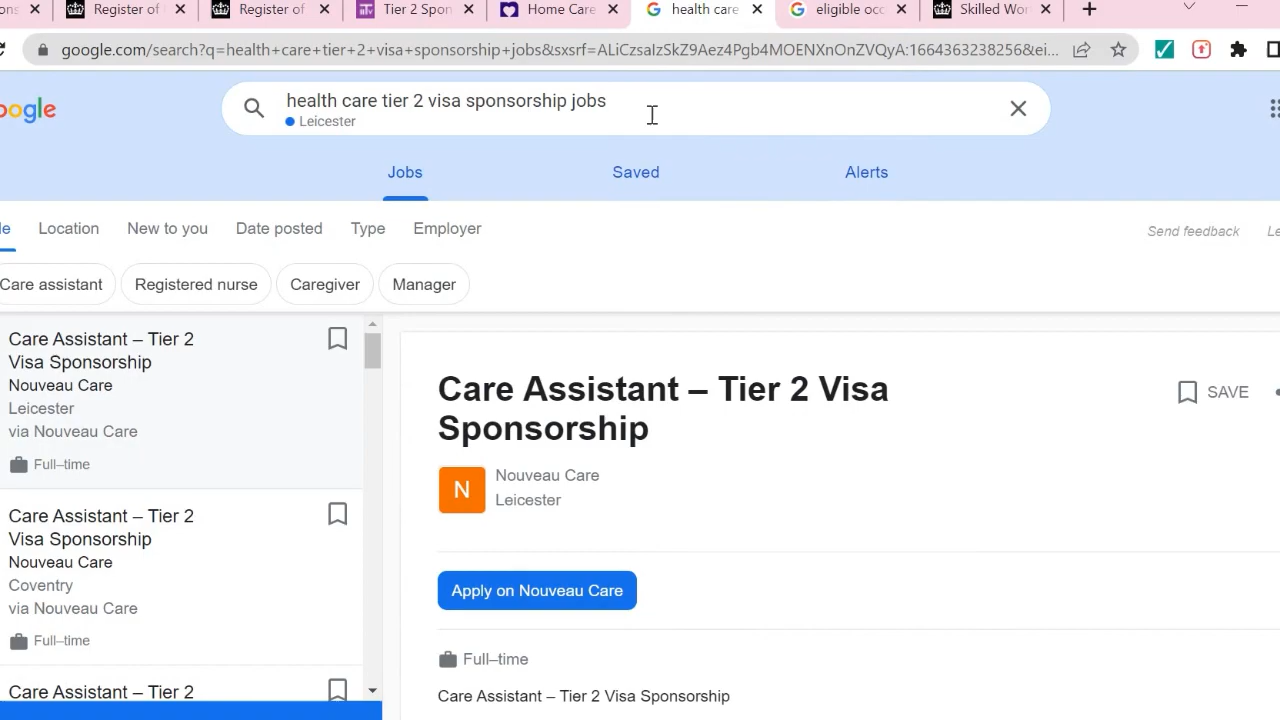 ons
Register of
Register of
Tier 2 Spon
Home Care
health care
eligible occ
Skilled Wor
google.com/search?q=health+care+tier+2+visa+sponsorship+jobs&sxsrf=ALiCzsaIzSkZ9Aez4Pgb4MOENXnOnZVQyA:1664363238256&ei...
oogle
health care tier 2 visa sponsorship jobs
Leicester
Jobs
Saved
Alerts
le
Location
New to you
Date posted
Type
Employer
Send feedback
Le
Care assistant
Registered nurse
Caregiver
Manager
Care Assistant – Tier 2
Visa Sponsorship
Nouveau Care
Leicester
via Nouveau Care
Full–time
Care Assistant – Tier 2
Visa Sponsorship
Nouveau Care
Coventry
via Nouveau Care
Full–time
Care Assistant – Tier 2
Care Assistant – Tier 2 Visa
Sponsorship
SAVE
N
Nouveau Care
Leicester
Apply on Nouveau Care
Full–time
Care Assistant – Tier 2 Visa Sponsorship